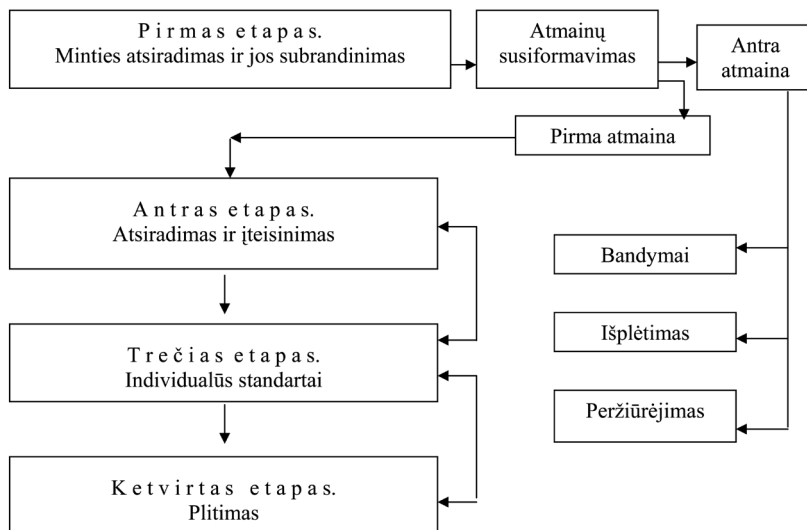 P i r m a s e t a p a s.
Minties atsiradimas ir jos subrandinimas
Atmainų
susiformavimas
Antra
atmaina
Pirma atmaina
A n t r a s e t a p a s.
Atsiradimas ir įteisinimas
Bandymai
Išplėtimas
T r e č i a s e t a p a s.
Individualūs standartai
Peržiūrėjimas
K e t v i r t a s e t a p a s.
Plitimas